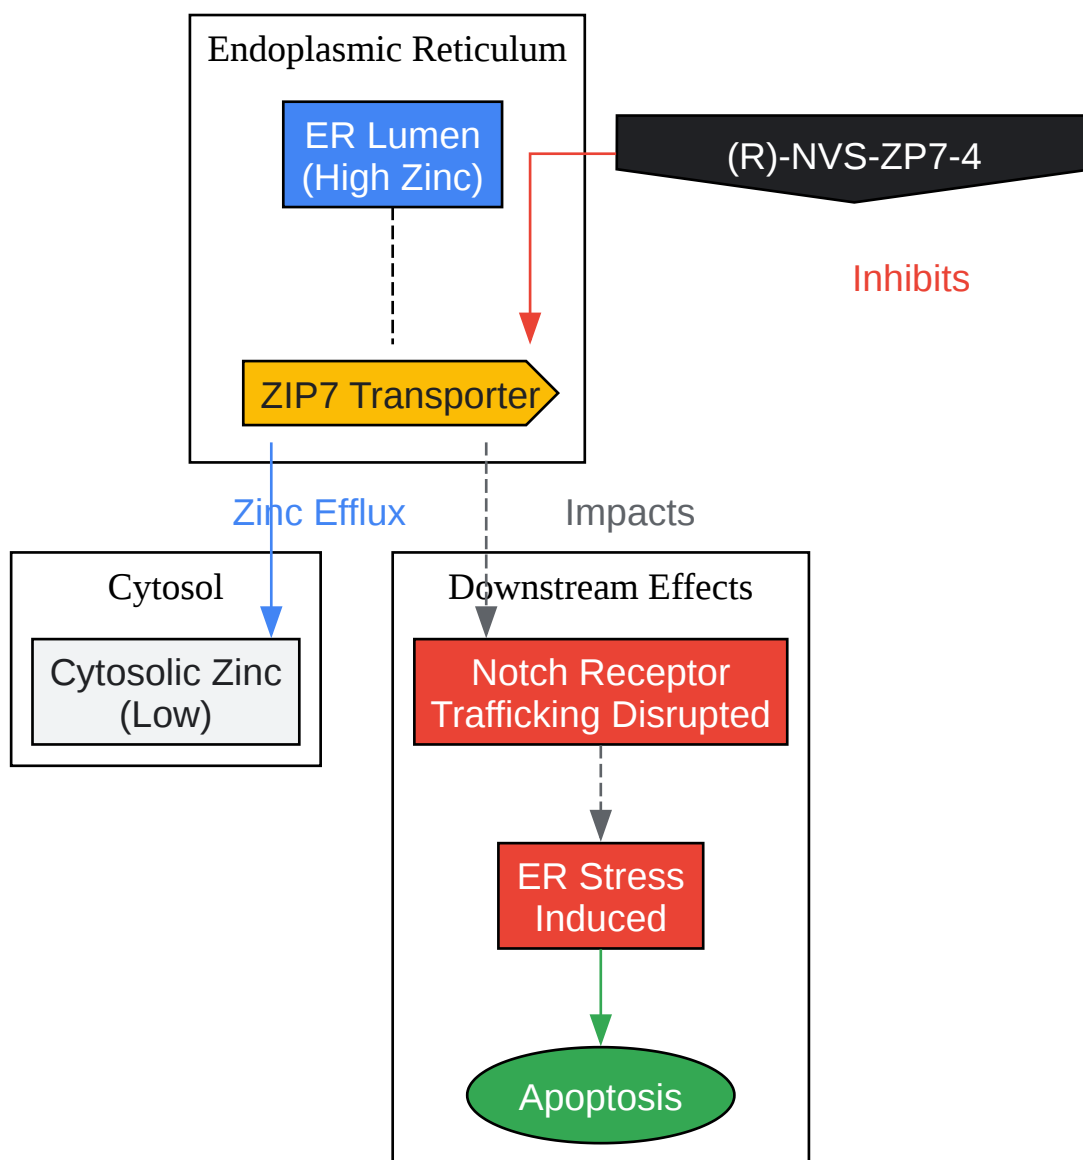 Endoplasmic Reticulum
ER Lumen
(High Zinc)
(R)-NVS-ZP7-4
Inhibits
ZIP7 Transporter
Zinc Efflux
Impacts
Cytosol
Cytosolic Zinc
(Low)
Downstream Effects
Notch Receptor
Trafficking Disrupted
ER Stress
Induced
Apoptosis